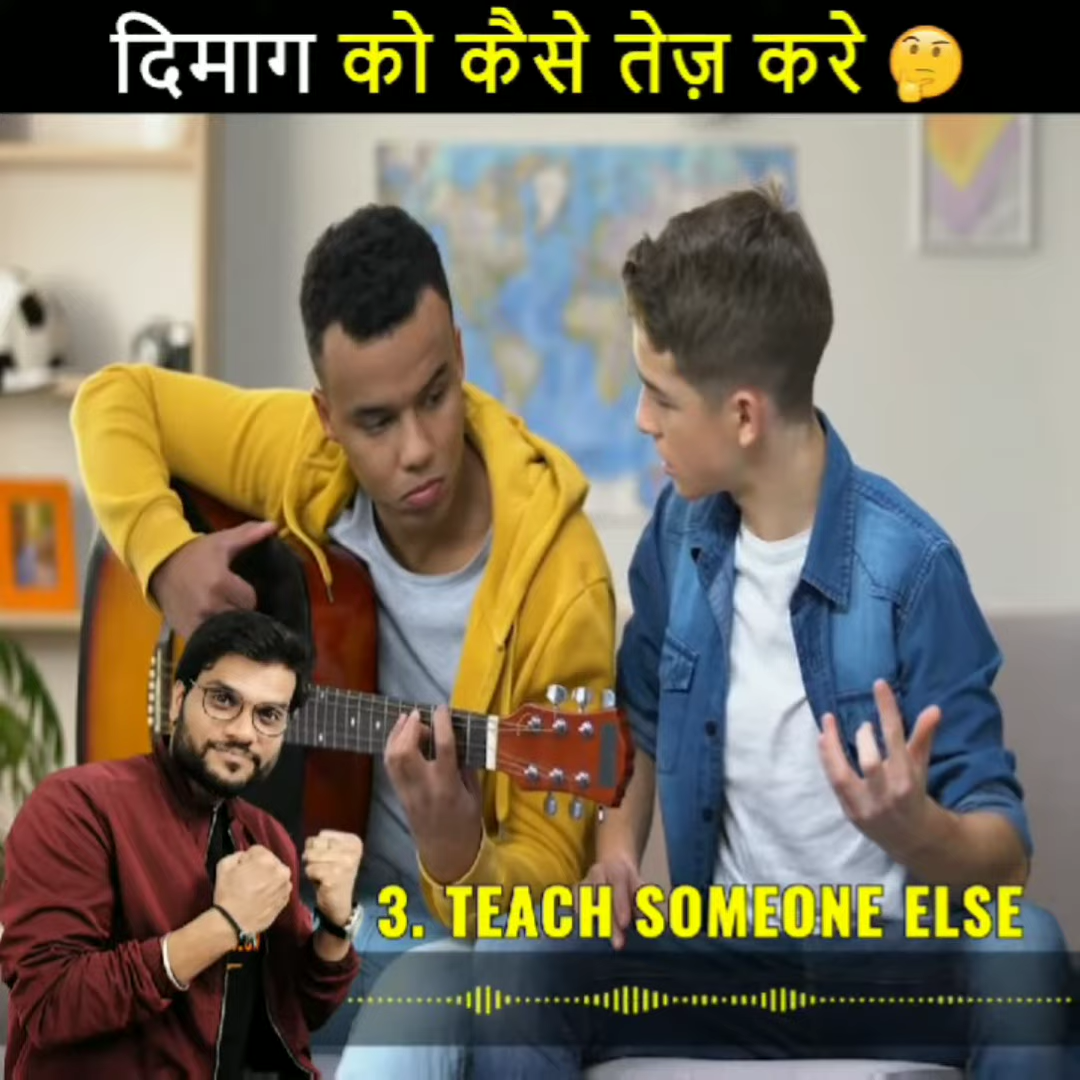 दिमाग को कैसे तेज़ करे 🤔
3. TEACH SOMEONE ELSE